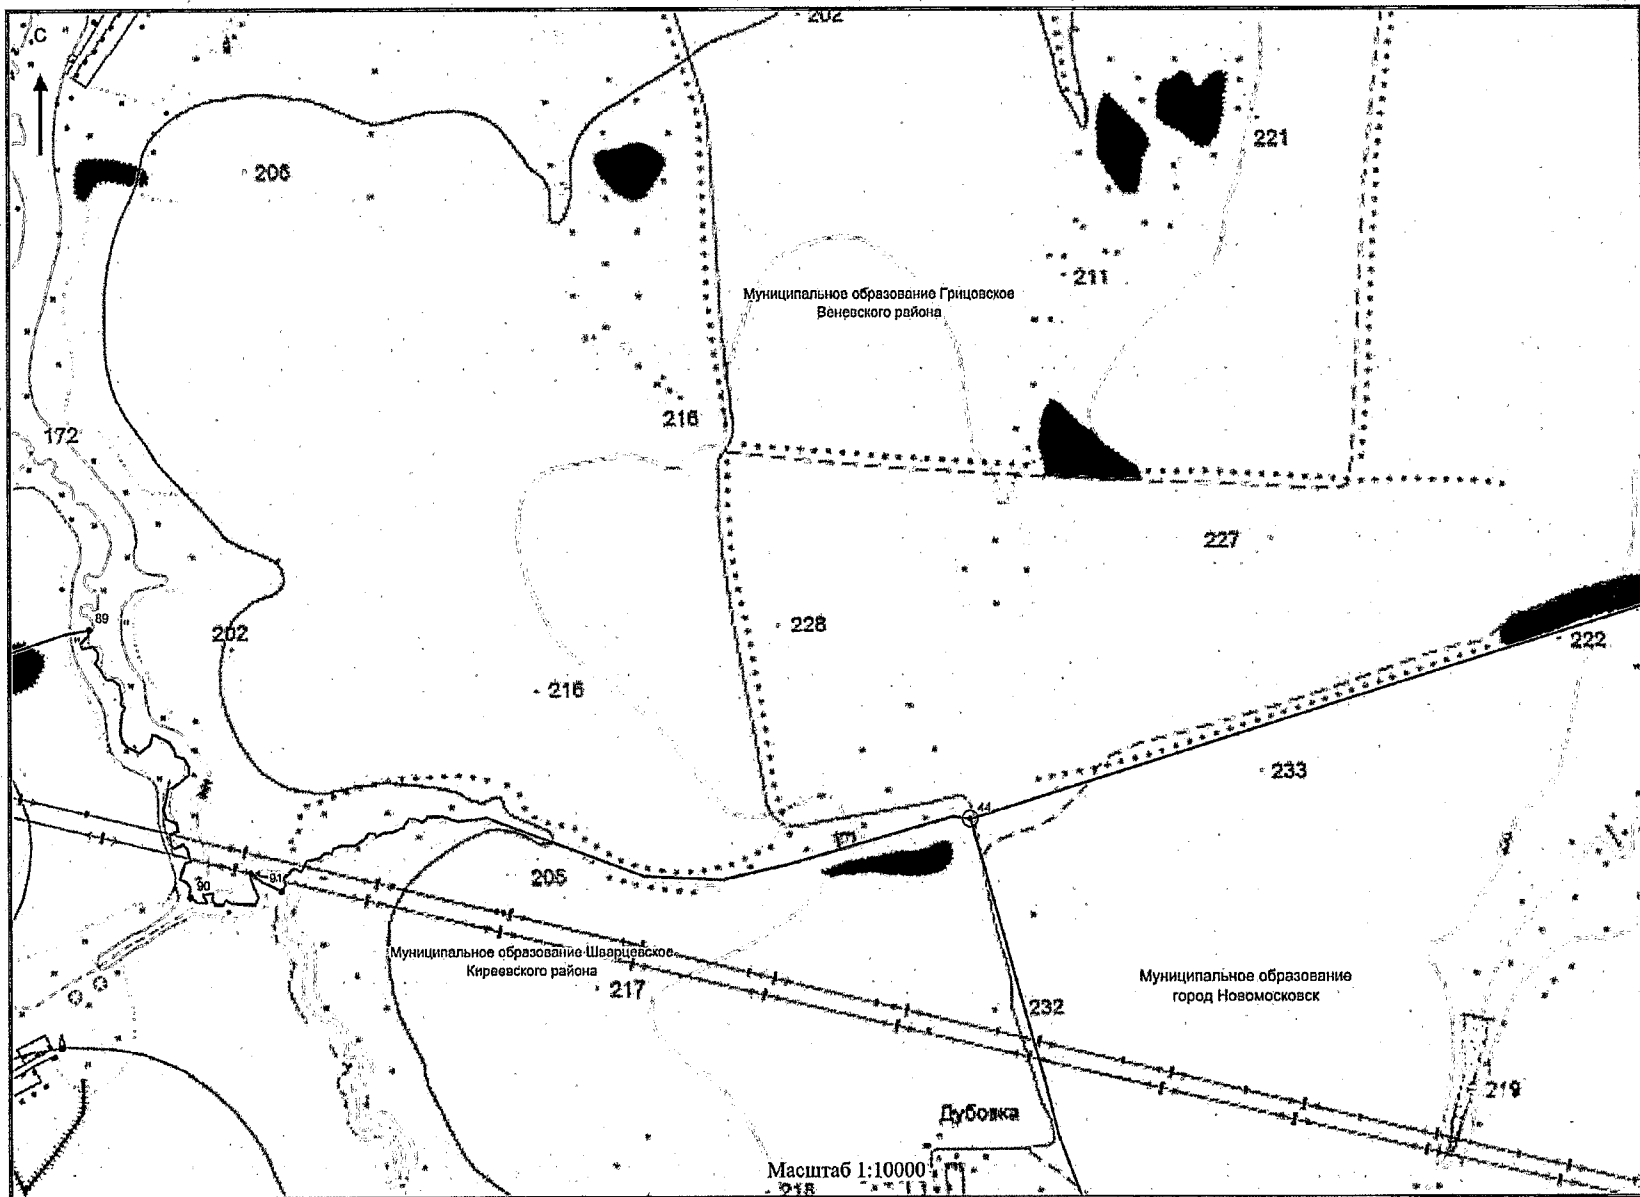 С
202
206
221
211
Муниципальное образование Грицовское
Веневского района
216
172
227
89
202
228
222
216
233
44
205
90
91
Муниципальное образование Шварцевское
Киреевского района
217
Муниципальное образование
город Новомосковск
232
219
Дубовка
Масштаб 1:10000
218